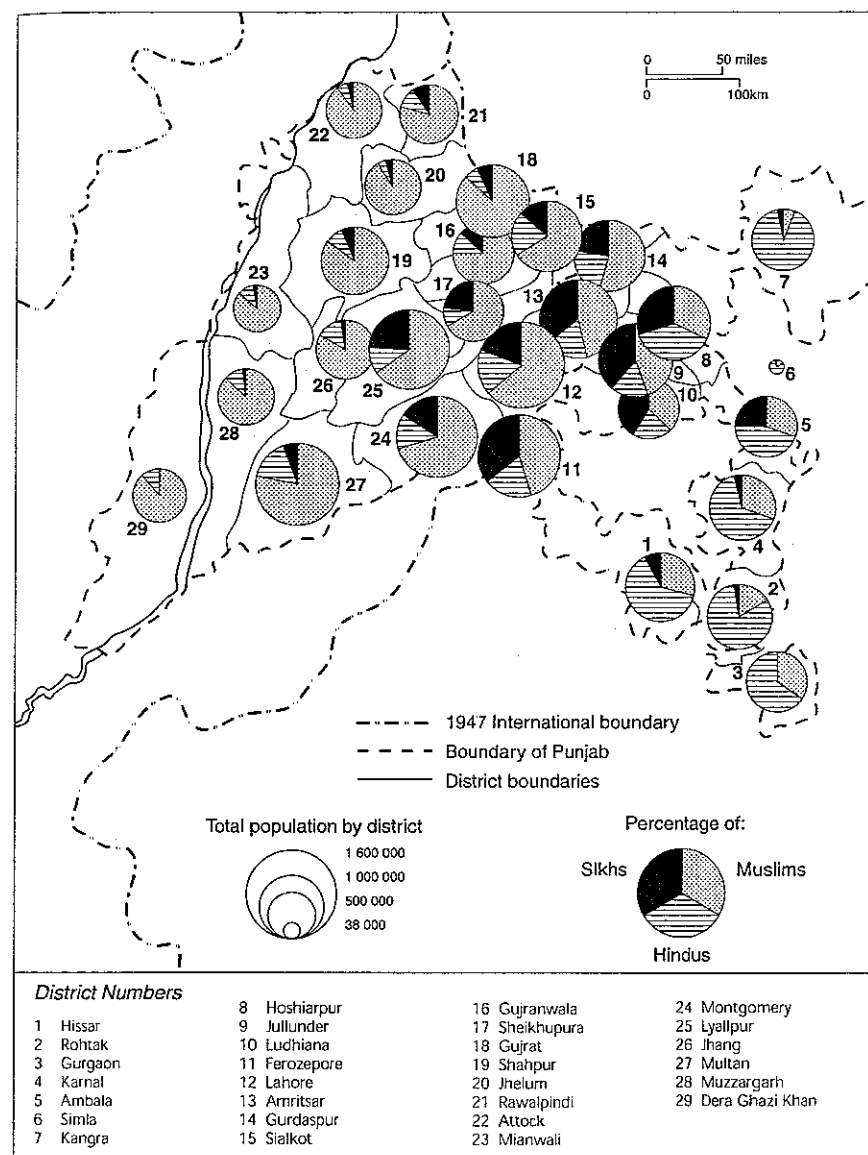 0 50 miles
0 100km
22
21
20
18
15
16
19
14
7
23
17
13
8
6
26
25
9
12
10
28
5
24
11
27
29
4
1
2
3
1947 International boundary
Boundary of Punjab
District boundaries
Total population by district
1 600 000
1 000 000
500 000
38 000
Percentage of:
Sikhs
Muslims
Hindus
District Numbers
1 Hissar
2 Rohtak
3 Gurgaon
4 Karnal
5 Ambala
6 Simla
7 Kangra
8 Hoshiarpur
9 Jullunder
10 Ludhiana
11 Ferozepore
12 Lahore
13 Amritsar
14 Gurdaspur
15 Sialkot
16 Gujranwala
17 Sheikhupura
18 Gujrat
19 Shahpur
20 Jhelum
21 Rawalpindi
22 Attock
23 Mianwali
24 Montgomery
25 Lyallpur
26 Jhang
27 Multan
28 Muzzargarh
29 Dera Ghazi Khan